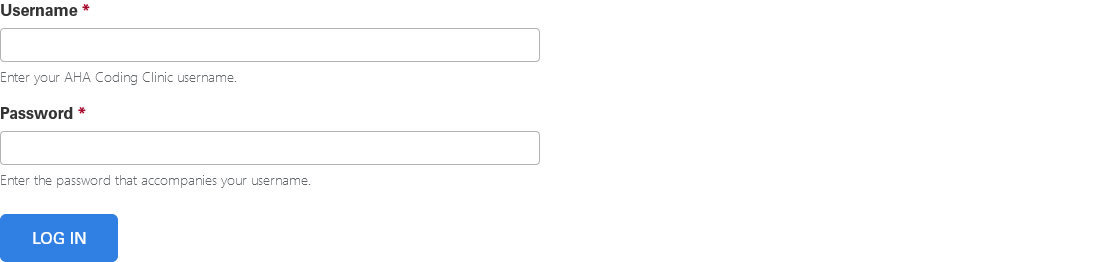 Username *
Enter your AHA Coding Clinic username.
Password *
Enter the password that accompanies your username.
LOG IN